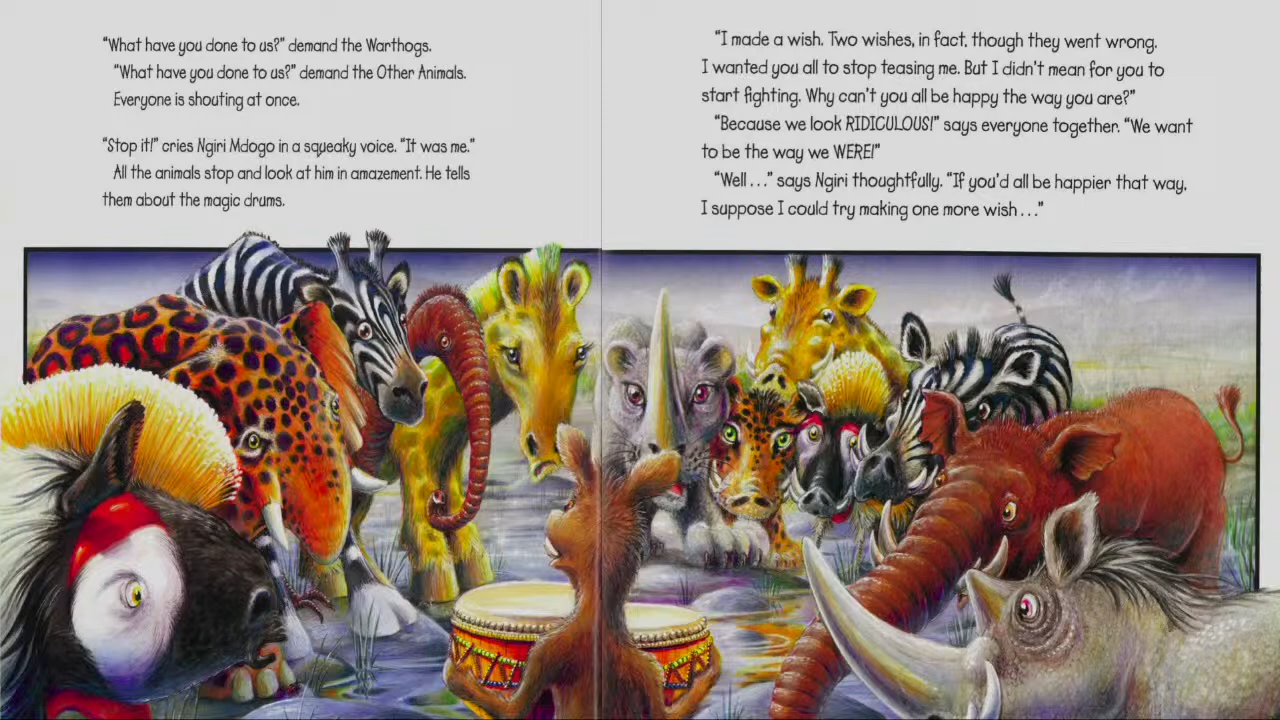 “What have you done to us?” demand the Warthogs.
“What have you done to us?” demand the Other Animals.
Everyone is shouting at once.
“Stop it!” cries Ngiri Mdogo in a squeaky voice. “It was me.”
All the animals stop and look at him in amazement. He tells
them about the magic drums.
“I made a wish. Two wishes, in fact, though they went wrong.
I wanted you all to stop teasing me. But I didn’t mean for you to
start fighting. Why can’t you all be happy the way you are?”
“Because we look RIDICULOUS!” says everyone together. “We want
to be the way we WERE!”
“Well . . .” says Ngiri thoughtfully. “If you’d all be happier that way,
I suppose I could try making one more wish . . .”